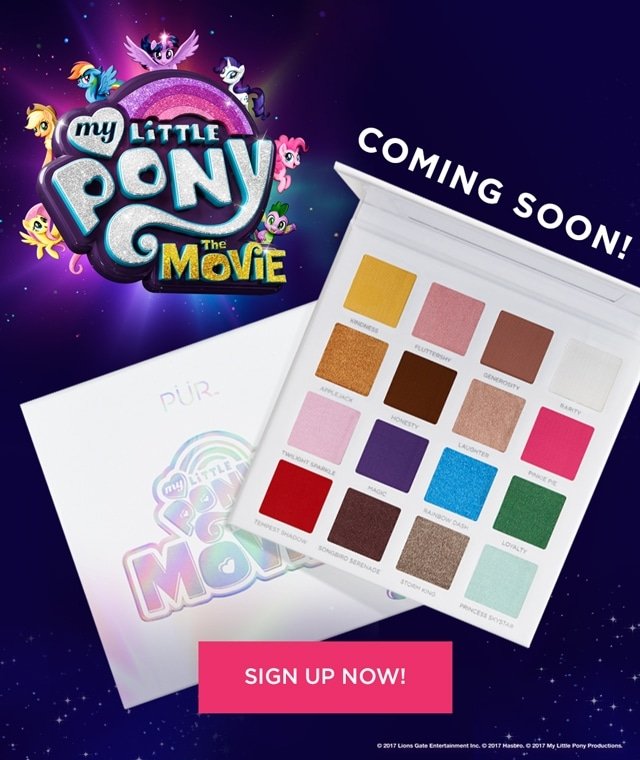 my LiTTLE
PONY
The
MOViE
COMING SOON!
KINDNESS
FLUTTERSHY
GENEROSITY
RARITY
APPLEJACK
HONESTY
LAUGHTER
PINKIE PIE
TWILIGHT SPARKLE
MAGIC
RAINBOW DASH
LOYALTY
TEMPEST SHADOW
SONGBIRD SERENADE
STORM KING
PRINCESS SKYSTAR
PÜR
my LiTTLE
PONY
MOViE
SIGN UP NOW!
© 2017 Lions Gate Entertainment Inc. © 2017 Hasbro. © 2017 My Little Pony Productions.